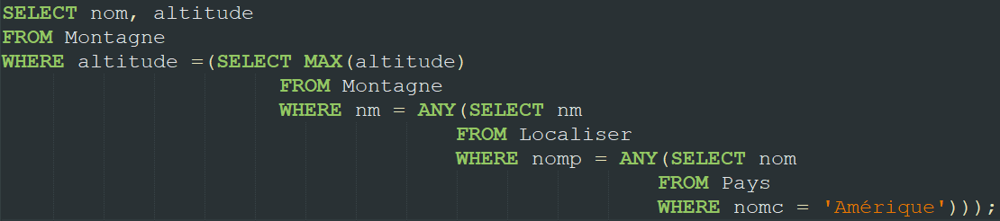 SELECT nom, altitude
FROM Montagne
WHERE altitude =(SELECT MAX(altitude)
FROM Montagne
WHERE nm = ANY(SELECT nm
FROM Localiser
WHERE nomp = ANY(SELECT nom
FROM Pays
WHERE nomc = 'Amérique')));